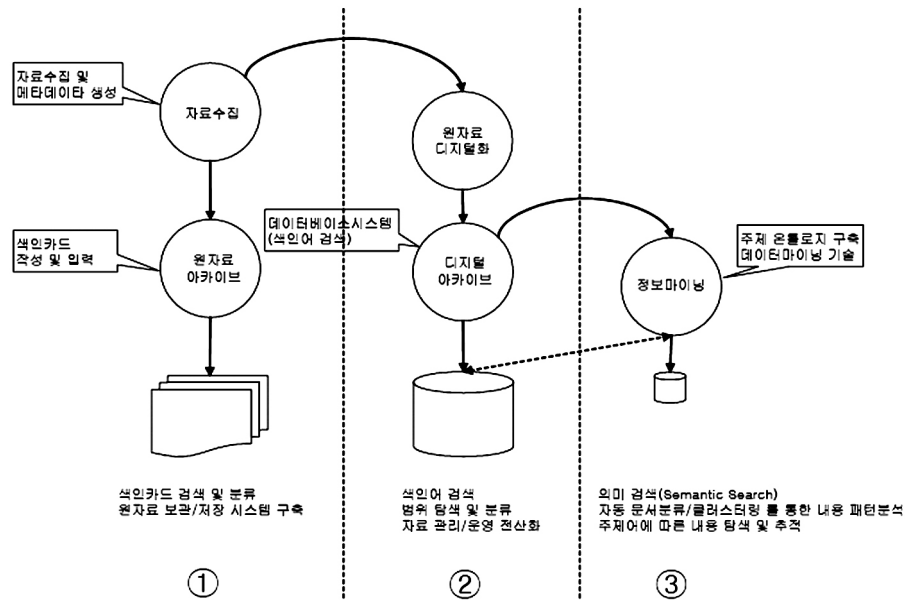 자료수집 및
메타데이타 생성
자료수집
색인카드
작성 및 입력
원자료
아카이브
색인카드 검색 및 분류
원자료 보관/저장 시스템 구축
①
원자료
디지털화
데이터베이스시스템
(색인어 검색)
디지털
아카이브
색인어 검색
범위 탐색 및 분류
자료 관리/운영 전산화
②
주제 온톨로지 구축
데이터마이닝 기술
정보마이닝
의미 검색(Semantic Search)
자동 문서분류/클러스터링 를 통한 내용 패턴분석
주제어에 따른 내용 탐색 및 추적
③